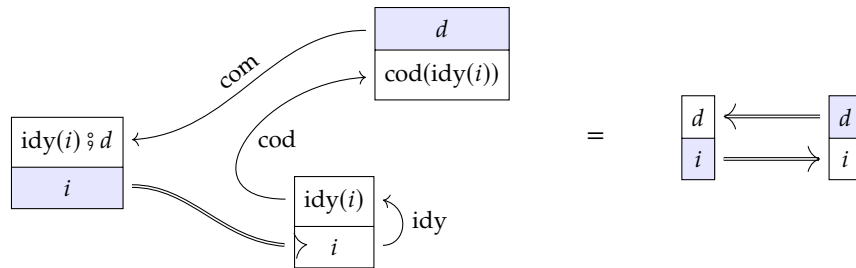 d
cod(idy(i))
com
idy(i) ⨟ d
i
cod
idy(i)
i
idy
=
d
i
d
i